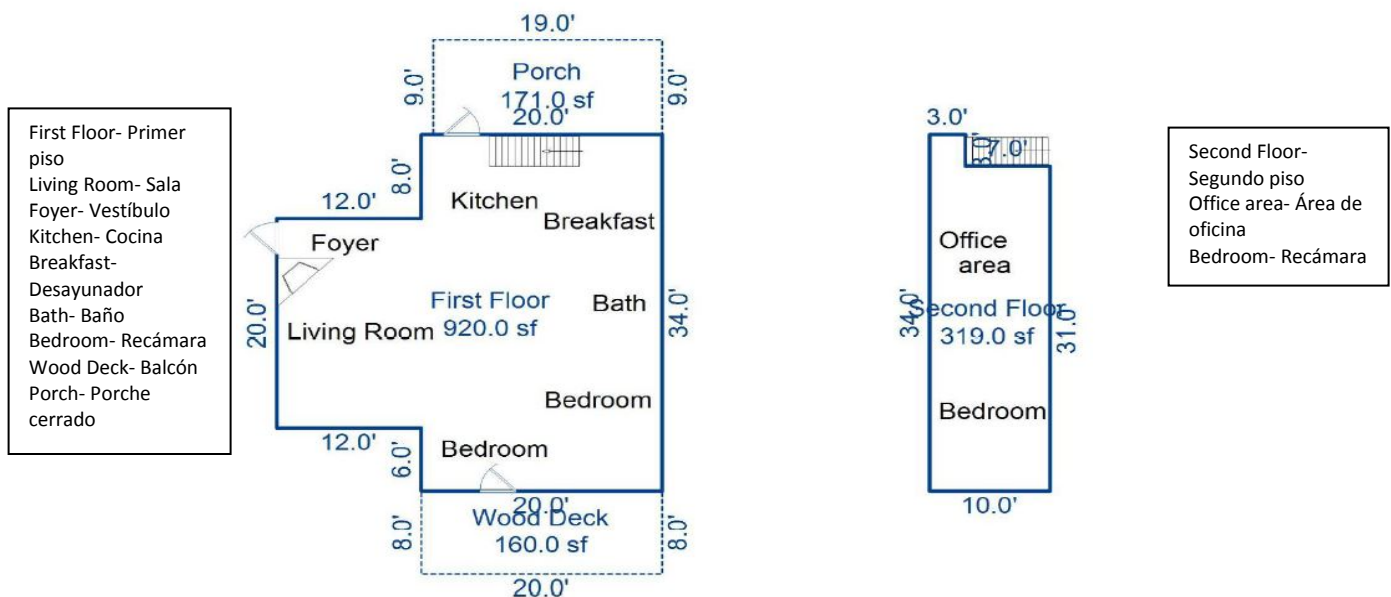 First Floor- Primer
piso
Living Room- Sala
Foyer- Vestíbulo
Kitchen- Cocina
Breakfast-
Desayunador
Bath- Baño
Bedroom- Recámara
Wood Deck- Balcón
Porch- Porche
cerrado
19.0'
9.0'
Porch
171.0 sf
9.0'
20.0'
8.0'
12.0'
Kitchen
Breakfast
Foyer
First Floor
920.0 sf
Bath
20.0'
Living Room
34.0'
Bedroom
12.0'
6.0'
Bedroom
20.0'
8.0'
Wood Deck
160.0 sf
8.0'
20.0'
3.0'
3.0'
7.0'
Office
area
34.0'
Second Floor
319.0 sf
31.0'
Bedroom
10.0'
Second Floor-
Segundo piso
Office area- Área de
oficina
Bedroom- Recámara